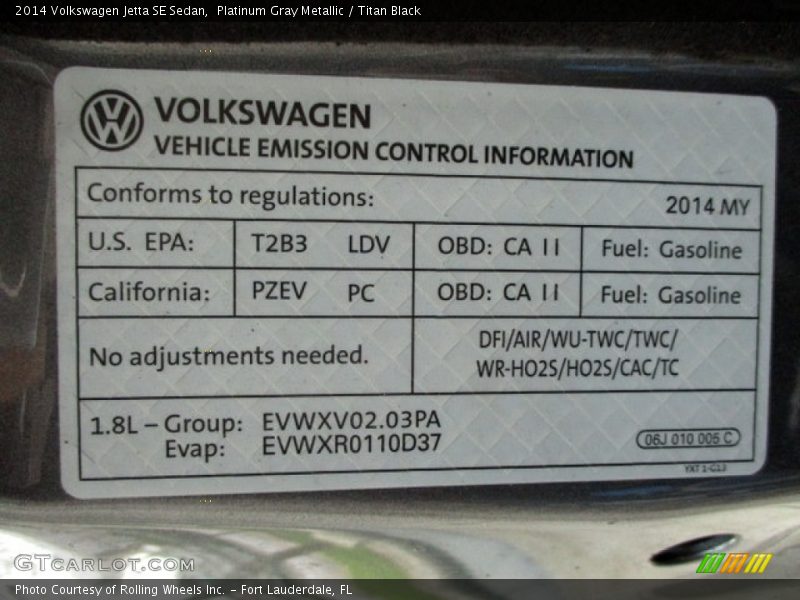 2014 Volkswagen Jetta SE Sedan,  Platinum Gray Metallic / Titan Black
VOLKSWAGEN
VEHICLE EMISSION CONTROL INFORMATION
Conforms to regulations: 2014 MY
U.S. EPA: T2B3 LDV OBD: CA II Fuel: Gasoline
California: PZEV PC OBD: CA II Fuel: Gasoline
No adjustments needed.
DFI/AIR/WU-TWC/TWC/
WR-HO2S/HO2S/CAC/TC
1.8L – Group: EVWXV02.03PA
Evap: EVWXR0110D37
06J 010 005 C
YXT 1-G13
GTCARLOT.COM
Photo Courtesy of Rolling Wheels Inc. – Fort Lauderdale, FL